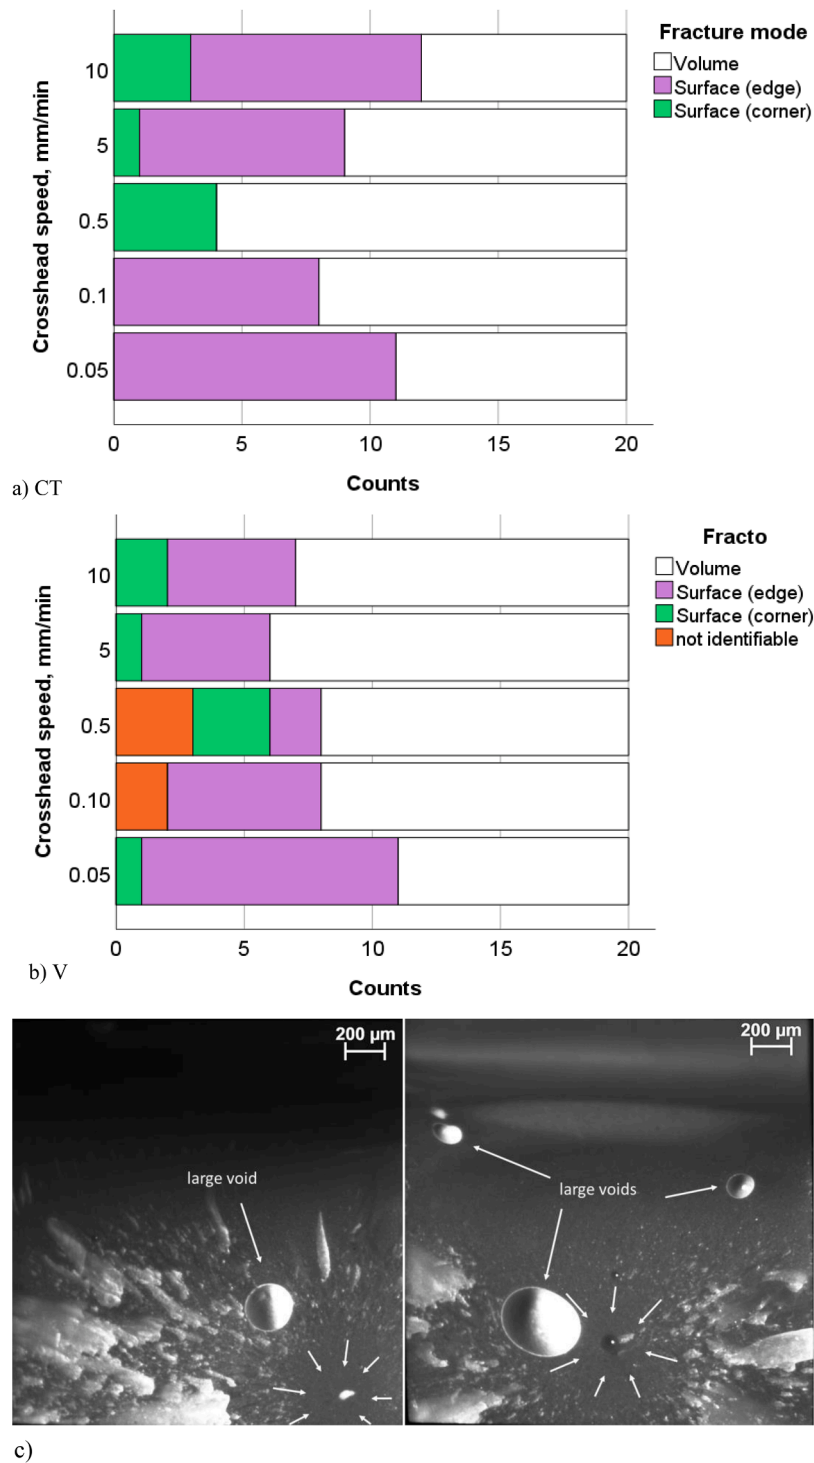 Fracture mode
Volume
Surface (edge)
Surface (corner)
Crosshead speed, mm/min
10
5
0.5
0.1
0.05
0 5 10 15 20
Counts
a) CT
Fracto
Volume
Surface (edge)
Surface (corner)
not identifiable
Crosshead speed, mm/min
10
5
0.5
0.10
0.05
0 5 10 15 20
b) V
Counts
200 µm
large void
200 µm
large voids
c)